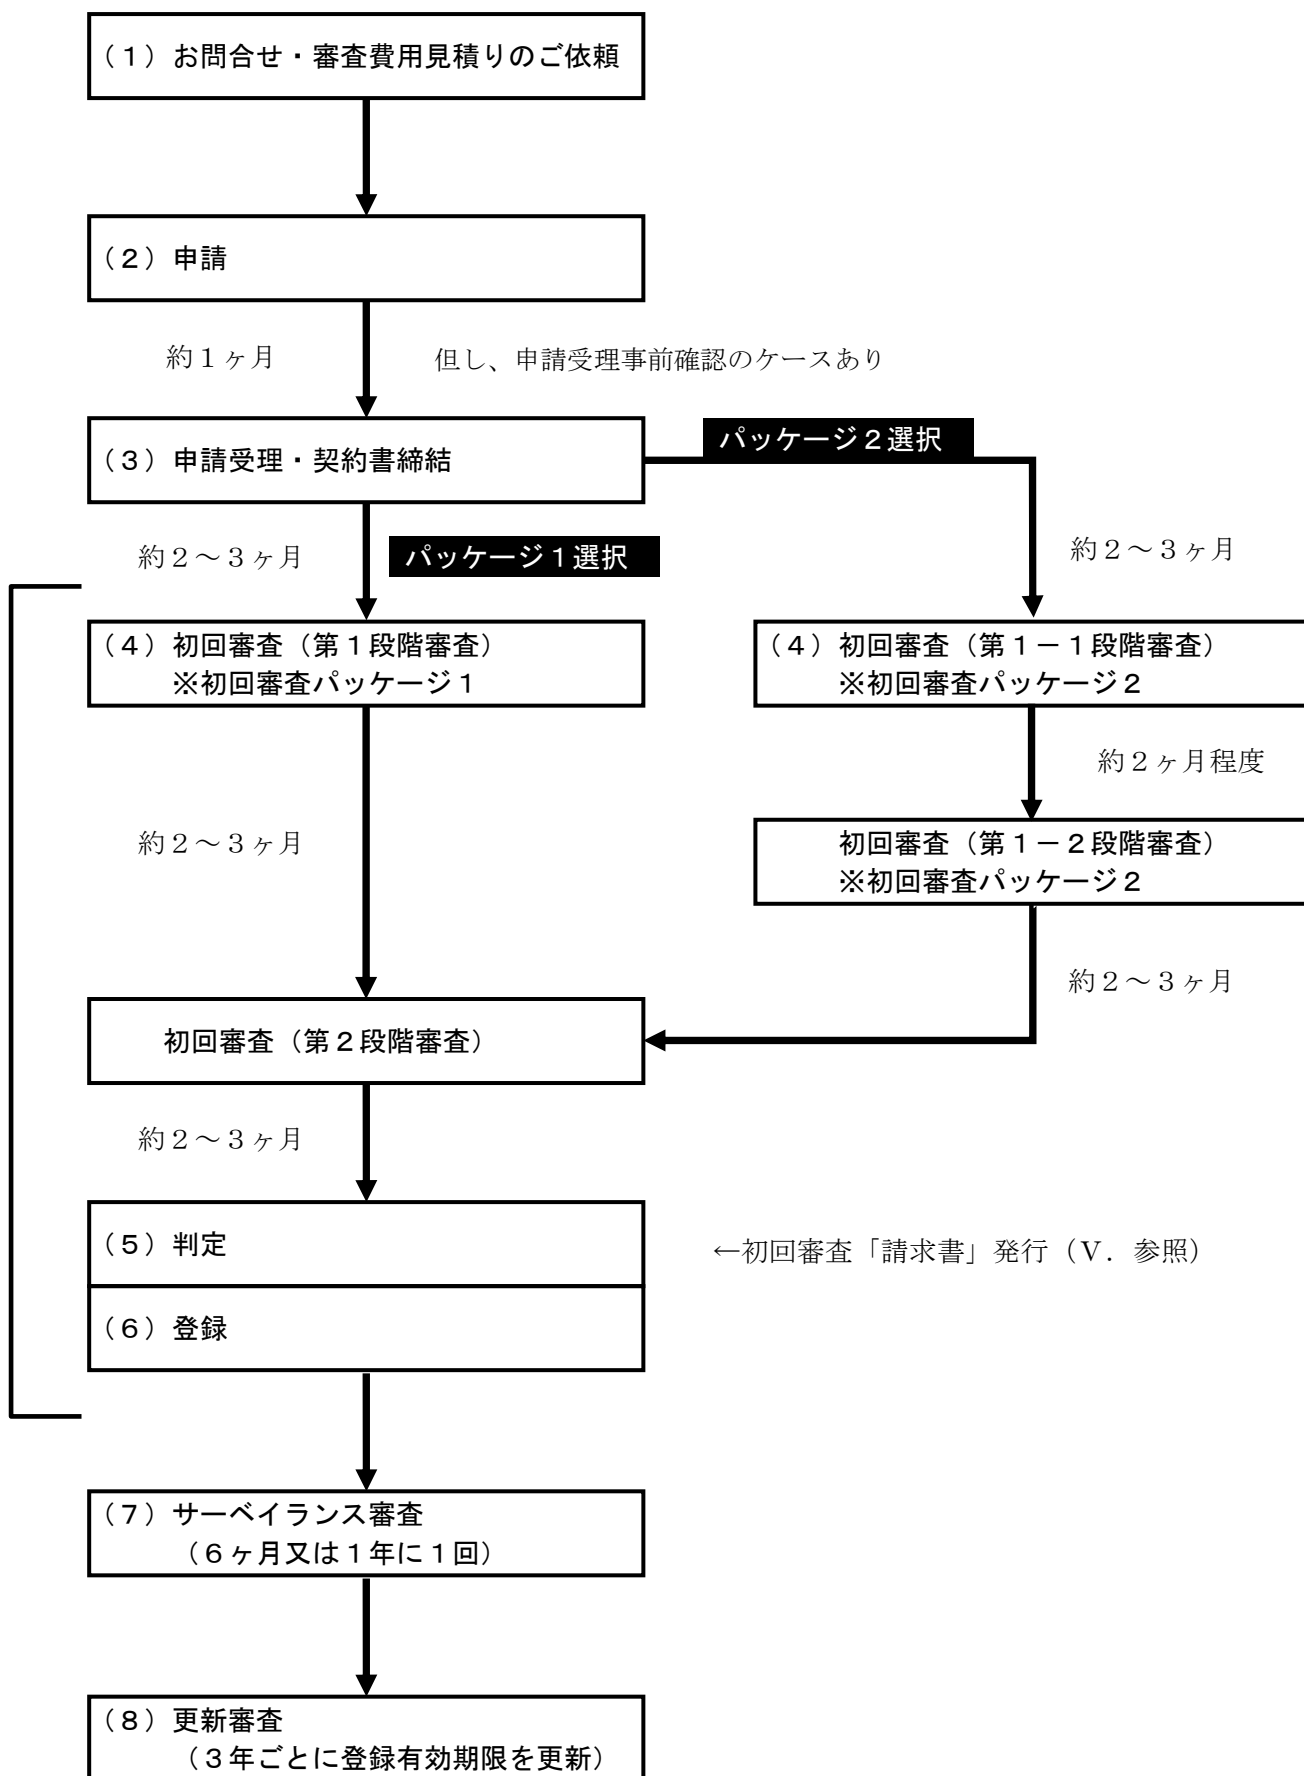 （１）お問合せ・審査費用見積りのご依頼
（２）申請
約１ヶ月
但し、申請受理事前確認のケースあり
（３）申請受理・契約書締結
パッケージ２選択
約２～３ヶ月
パッケージ１選択
約２～３ヶ月
（４）初回審査（第１段階審査）
※初回審査パッケージ１
（４）初回審査（第１－１段階審査）
※初回審査パッケージ２
約２ヶ月程度
約２～３ヶ月
初回審査（第１－２段階審査）
※初回審査パッケージ２
約２～３ヶ月
初回審査（第２段階審査）
約２～３ヶ月
（５）判定
←初回審査「請求書」発行（Ⅴ．参照）
（６）登録
（７）サーベイランス審査
（６ヶ月又は１年に１回）
（８）更新審査
（３年ごとに登録有効期限を更新）